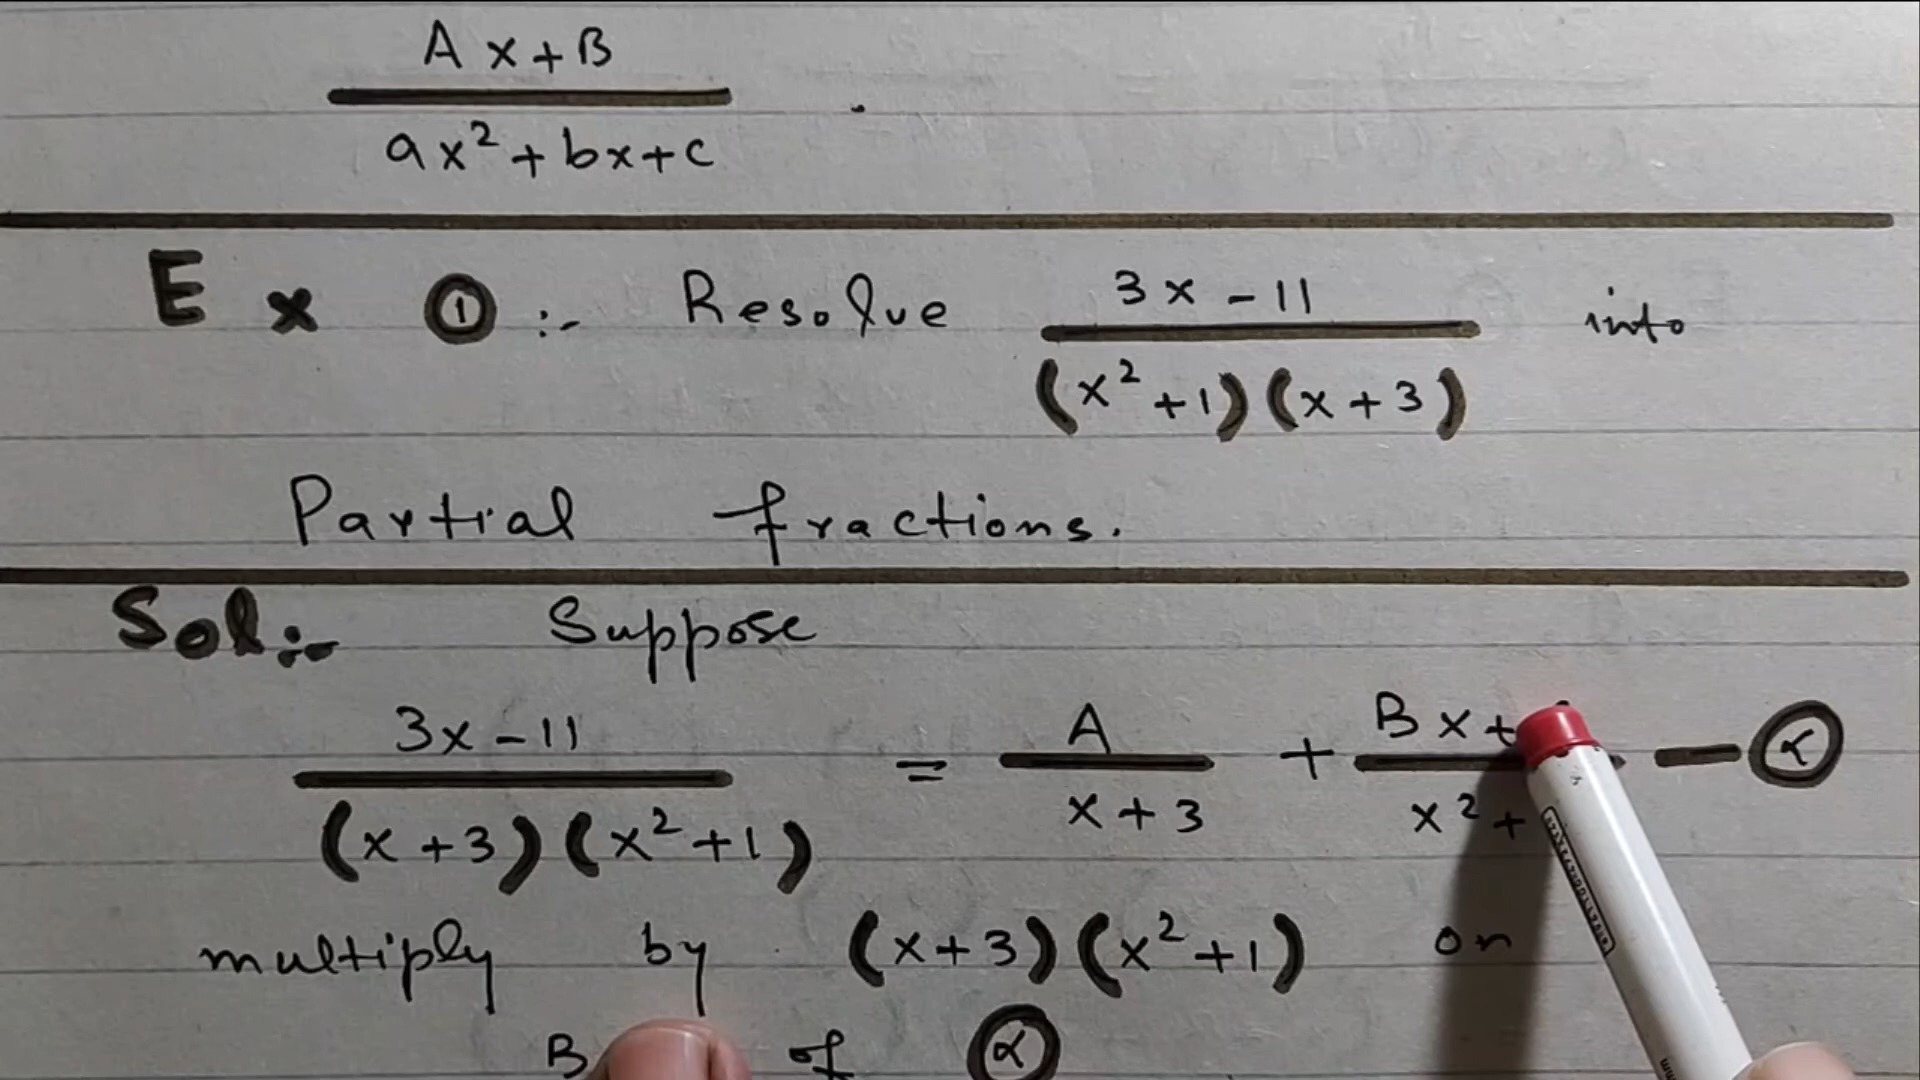 Ax+B
ax²+bx+c .
Ex ① :- Resolve 3x-11 / (x²+1)(x+3) into
Partial fractions.
Sol:- Suppose
3x-11 / (x+3)(x²+1) = A / x+3 + Bx+ / x²+ — (α)
multiply by (x+3)(x²+1) on
B of (α)